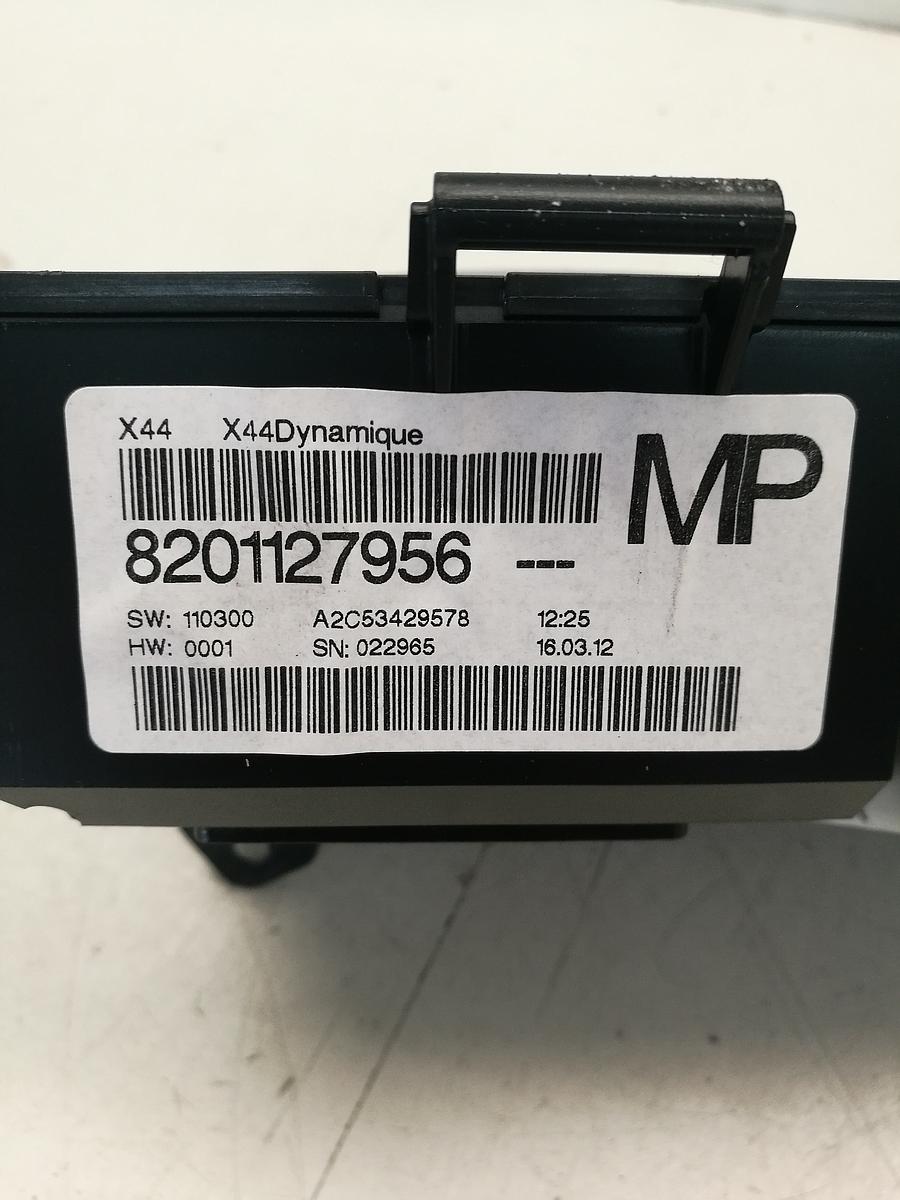 X44 X44Dynamique
MP
8201127956 ---
SW: 110300 A2C53429578 12:25
HW: 0001 SN: 022965 16.03.12